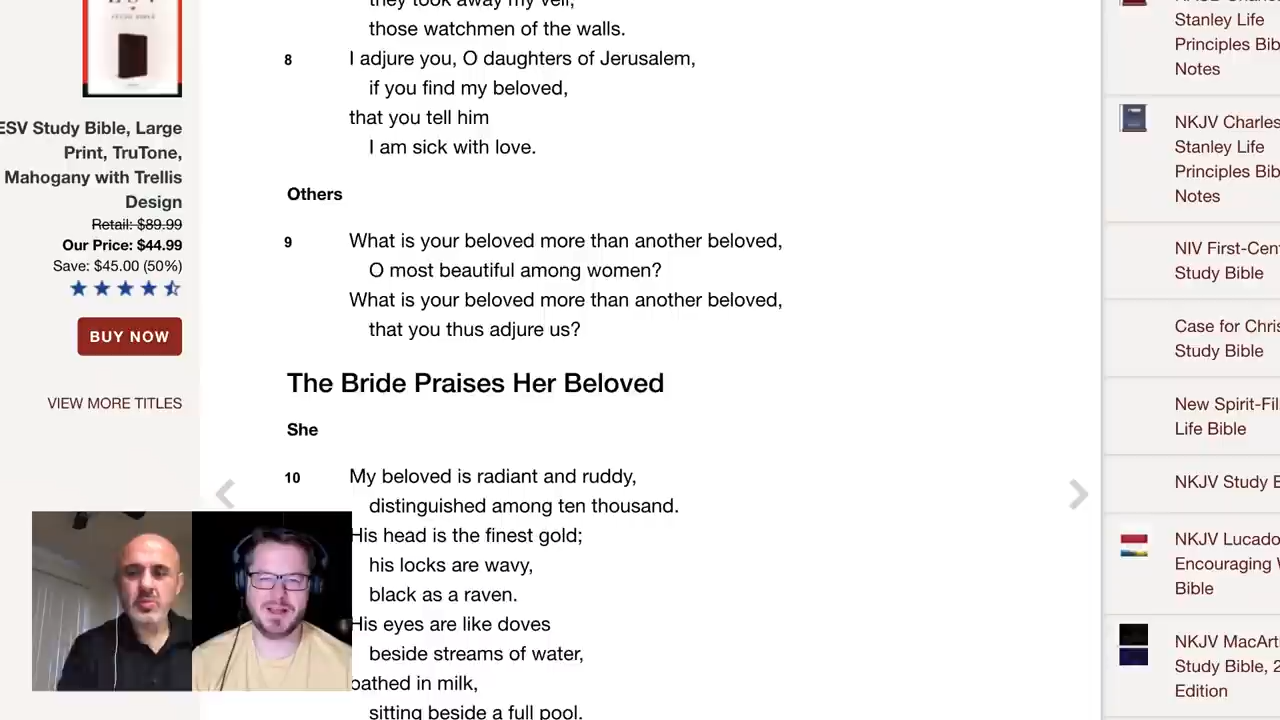 ESV
STUDY BIBLE
ESV Study Bible, Large
Print, TruTone,
Mahogany with Trellis
Design
Retail: $89.99
Our Price: $44.99
Save: $45.00 (50%)
BUY NOW
VIEW MORE TITLES
they took away my veil,
those watchmen of the walls.
8 I adjure you, O daughters of Jerusalem,
if you find my beloved,
that you tell him
I am sick with love.
Others
9 What is your beloved more than another beloved,
O most beautiful among women?
What is your beloved more than another beloved,
that you thus adjure us?
The Bride Praises Her Beloved
She
10 My beloved is radiant and ruddy,
distinguished among ten thousand.
His head is the finest gold;
his locks are wavy,
black as a raven.
His eyes are like doves
beside streams of water,
bathed in milk,
sitting beside a full pool.
Stanley Life
Principles Bib
Notes
NKJV Charles
Stanley Life
Principles Bib
Notes
NIV First-Cen
Study Bible
Case for Chris
Study Bible
New Spirit-Fil
Life Bible
NKJV Study B
NKJV Lucado
Encouraging W
Bible
NKJV MacArt
Study Bible, 2
Edition